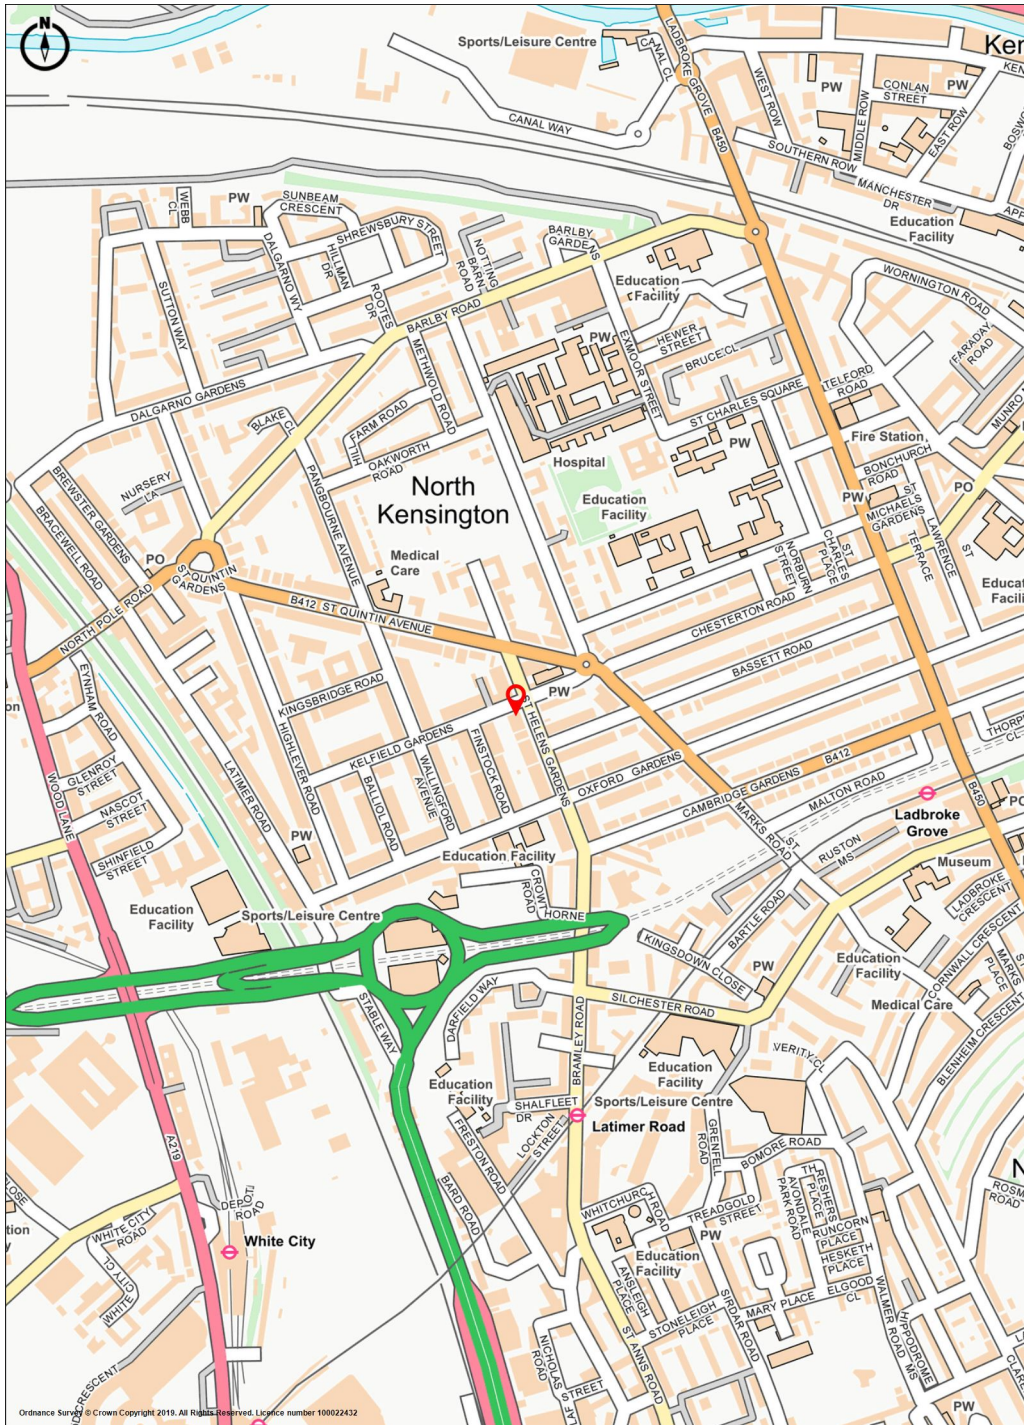 N
Sports/Leisure Centre
CANAL CL
LADBROKE GROVE
B450
CANAL WAY
WEST ROW
PW
CONLAN
STREET
PW
MIDDLE ROW
EAST ROW
SOUTHERN ROW
MANCHESTER
DR
Education
Facility
WEBB
CL
PW
SUNBEAM
CRESCENT
SHREWSBURY STREET
HILLMAN
DR
DALGARNO WY
SUTTON WAY
ROOTES
DR
NOTTING
BARN
ROAD
BARLBY
GARDENS
BARLBY ROAD
Education
Facility
WORNINGTON ROAD
FARADAY
ROAD
PW
HEWER
STREET
BRUCE CL
EXMOOR STREET
METHWOLD ROAD
DALGARNO GARDENS
BLAKE
CL
FARM ROAD
HILL
OAKWORTH
ROAD
ST CHARLES SQUARE
TELFORD
ROAD
MUNRO
PW
Fire Station
Hospital
BONCHURCH
ROAD
PO
North
Kensington
BREWSTER GARDENS
BRACEWELL ROAD
NURSERY
LA
PANGBOURNE AVENUE
Education
Facility
PW
ST
MICHAELS
GARDENS
LAWRENCE
TERRACE
ST
ST
CHARLES
PLACE
NORBURN
STREET
Medical
Care
PO
ST QUINTIN
GARDENS
NORTH POLE ROAD
B412 ST QUINTIN AVENUE
CHESTERTON ROAD
BASSETT ROAD
EYNHAM ROAD
KINGSBRIDGE ROAD
PW
ST HELENS GARDENS
HIGHLEVER ROAD
KELFIELD GARDENS
FINSTOCK ROAD
OXFORD GARDENS
B412
CAMBRIDGE GARDENS
MALTON ROAD
B450
GLENROY
STREET
NASCOT
STREET
WOOD LANE
LATIMER ROAD
BALLIOL ROAD
WALLINGFORD
AVENUE
Ladbroke
Grove
ST
MARKS ROAD
SHINFIELD
STREET
PW
Education Facility
RUSTON
MS
Museum
LADBROKE
CRESCENT
Education
Facility
Sports/Leisure Centre
CROWTHORNE
ROAD
BARTLE ROAD
CORNWALL CRESCENT
KINGSDOWN CLOSE
PW
Education
Facility
Medical Care
BLENHEIM CRESCENT
STABLE WAY
DARFIELD WAY
SILCHESTER ROAD
BRAMLEY ROAD
VERITY CL
Education
Facility
Education
Facility
SHALFLEET
DR
Sports/Leisure Centre
Latimer Road
A219
FRESTON ROAD
LOCKTON
STREET
GRENFELL
ROAD
BOMORE ROAD
BARD ROAD
WHITCHURCH
ROAD
TREADGOLD
STREET
AVONDALE
PARK ROAD
THRESHERS
PLACE
RUNCORN
PLACE
HESKETH
PLACE
DEPOT
ROAD
WHITE CITY
ROAD
White City
WHITE CITY CL
PW
Education
Facility
ANSLEIGH
PLACE
STONELEIGH
PLACE
SIRDAR ROAD
MARY PLACE
ELGOOD
CL
WALMER ROAD
HIPPODROME
MS
NICHOLAS
ROAD
ST ANNS ROAD
PW
PW
Ordnance Survey © Crown Copyright 2019. All Rights Reserved. Licence number 100022432